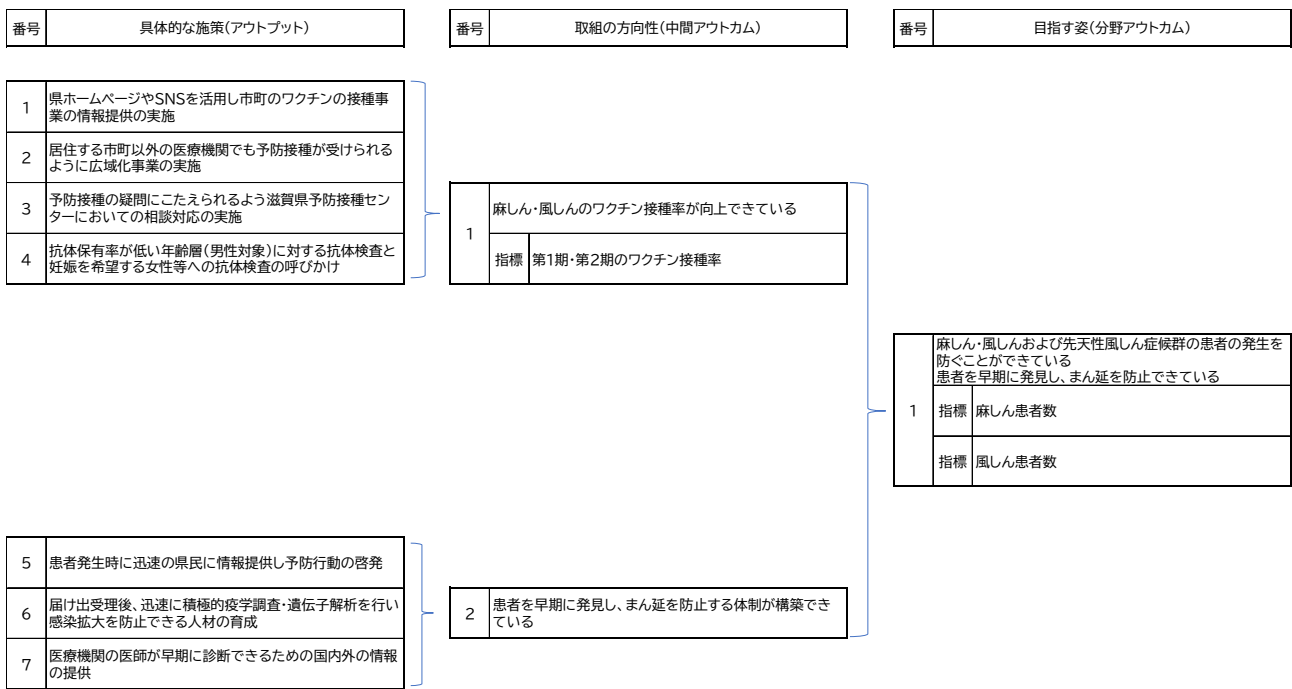 番号 具体的な施策(アウトプット) 番号 取組の方向性(中間アウトカム) 番号 目指す姿(分野アウトカム)
1 県ホームページやSNSを活用し市町のワクチンの接種事
業の情報提供の実施
2 居住する市町以外の医療機関でも予防接種が受けられる
ように広域化事業の実施
3 予防接種の疑問にこたえられるよう滋賀県予防接種セン
ターにおいての相談対応の実施
4 抗体保有率が低い年齢層(男性対象)に対する抗体検査と
妊娠を希望する女性等への抗体検査の呼びかけ
1 麻しん・風しんのワクチン接種率が向上できている
指標 第1期・第2期のワクチン接種率
1 麻しん・風しんおよび先天性風しん症候群の患者の発生を
防ぐことができている
患者を早期に発見し、まん延を防止できている
指標 麻しん患者数
指標 風しん患者数
5 患者発生時に迅速の県民に情報提供し予防行動の啓発
6 届け出受理後、迅速に積極的疫学調査・遺伝子解析を行い
感染拡大を防止できる人材の育成
7 医療機関の医師が早期に診断できるための国内外の情報
の提供
2 患者を早期に発見し、まん延を防止する体制が構築でき
ている